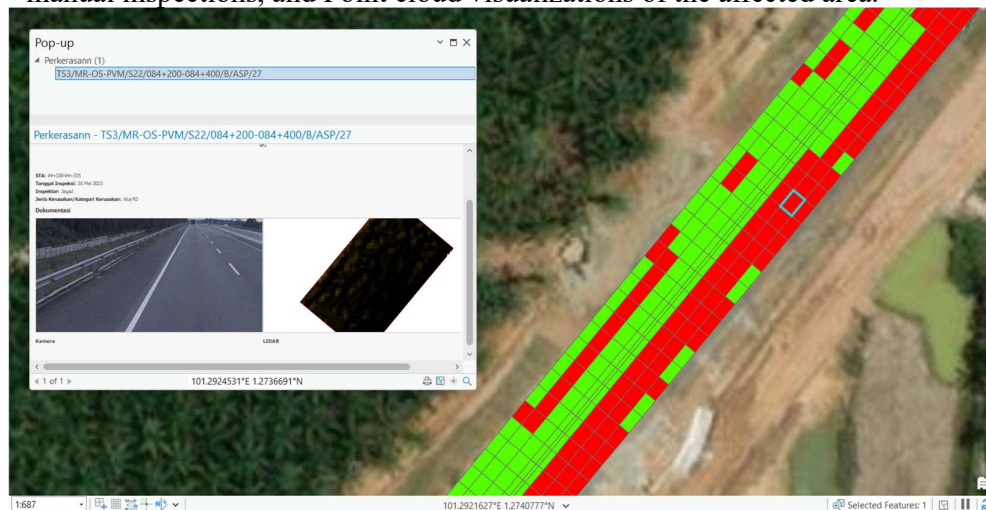 manual inspections, and Point cloud visualizations of the affected area.
Pop-up
Perkerasann (1)
TS3/MR-OS-PVM/S22/084+200-084+400/B/ASP/27
Perkerasann - TS3/MR-OS-PVM/S22/084+200-084+400/B/ASP/27
STA: 84+330-84+335
Tanggal Inspeksi: 20 Mei 2023
Inspektor: Jajad
Jenis Kerusakan/Kategori Kerusakan: Alur/R2
Dokumentasi
Kamera
LIDAR
1 of 1
101.2924531°E 1.2736691°N
1:687
101.2921627°E 1.2740777°N
Selected Features: 1